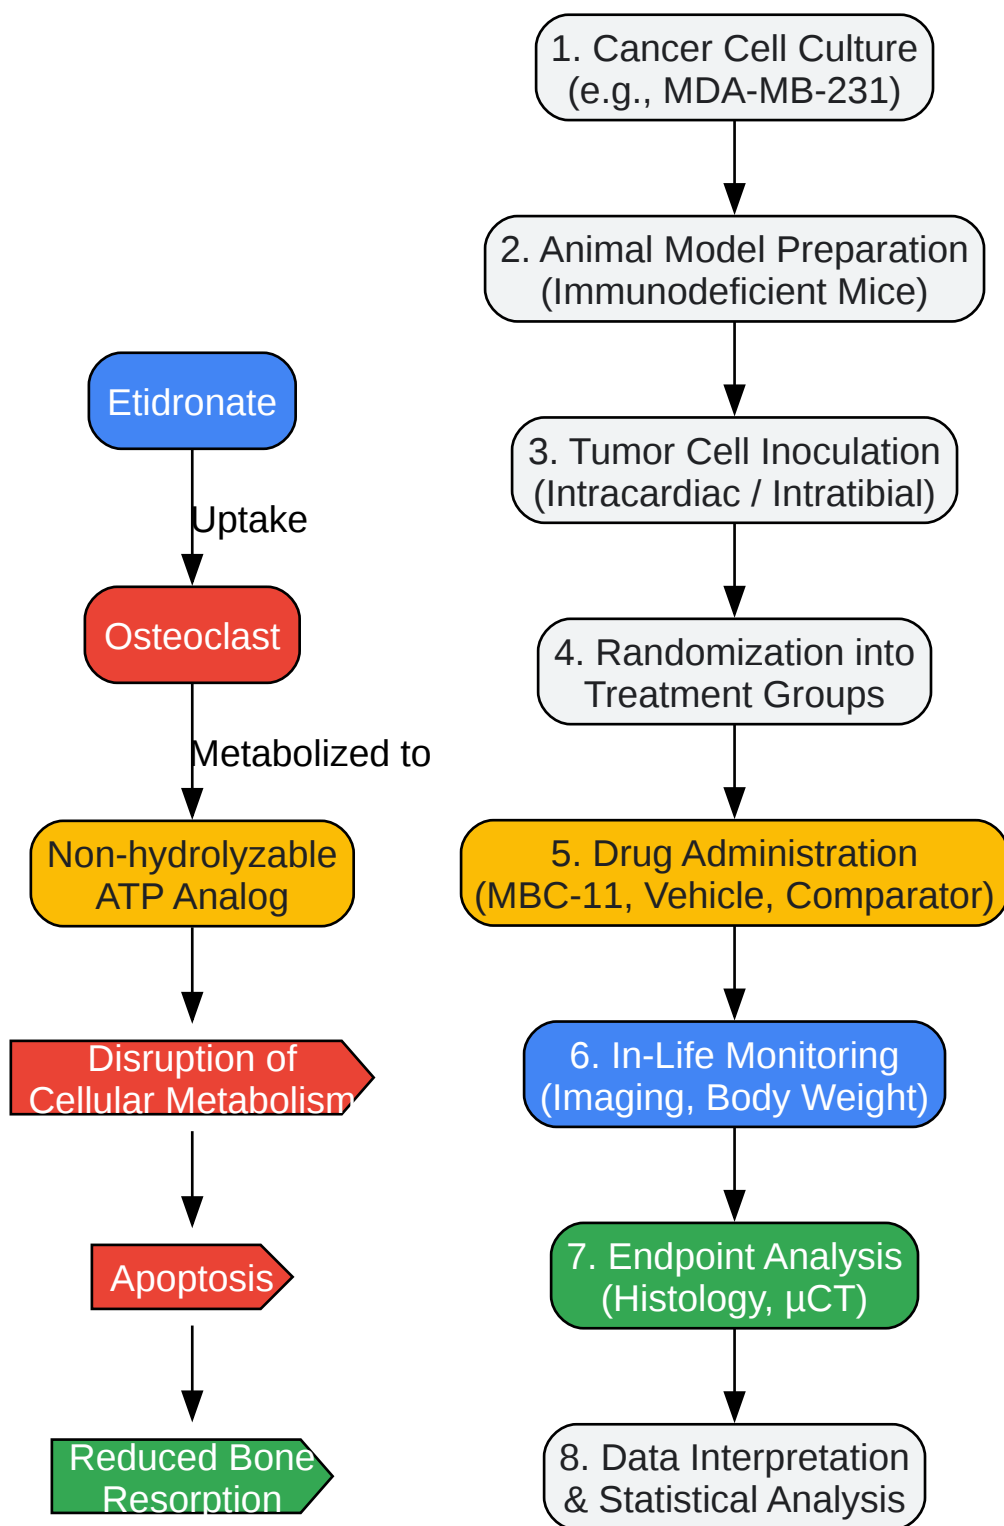 Etidronate
Uptake
Osteoclast
Metabolized to
Non-hydrolyzable
ATP Analog
Disruption of
Cellular Metabolism
Apoptosis
Reduced Bone
Resorption
1. Cancer Cell Culture
(e.g., MDA-MB-231)
2. Animal Model Preparation
(Immunodeficient Mice)
3. Tumor Cell Inoculation
(Intracardiac / Intratibial)
4. Randomization into
Treatment Groups
5. Drug Administration
(MBC-11, Vehicle, Comparator)
6. In-Life Monitoring
(Imaging, Body Weight)
7. Endpoint Analysis
(Histology, µCT)
8. Data Interpretation
& Statistical Analysis